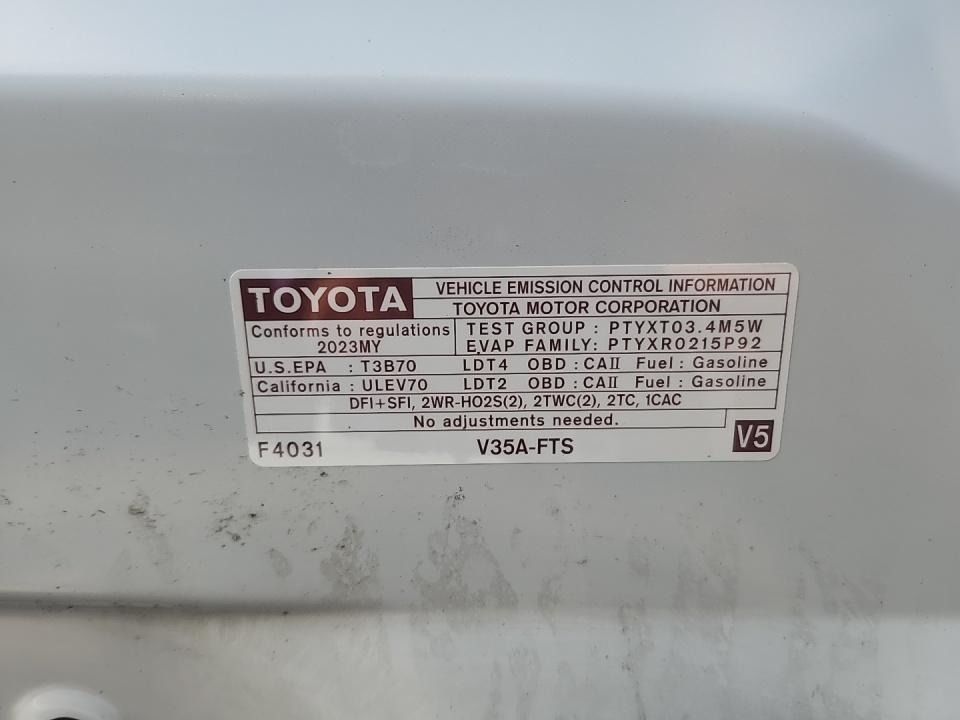 TOYOTA
VEHICLE EMISSION CONTROL INFORMATION
TOYOTA MOTOR CORPORATION
Conforms to regulations
2023MY
TEST GROUP : PTYXT03.4M5W
EVAP FAMILY: PTYXR0215P92
U.S.EPA : T3B70 LDT4 OBD : CAⅡ Fuel : Gasoline
California : ULEV70 LDT2 OBD : CAⅡ Fuel : Gasoline
DFI+SFI, 2WR-HO2S(2), 2TWC(2), 2TC, 1CAC
No adjustments needed.
F4031 V35A-FTS V5